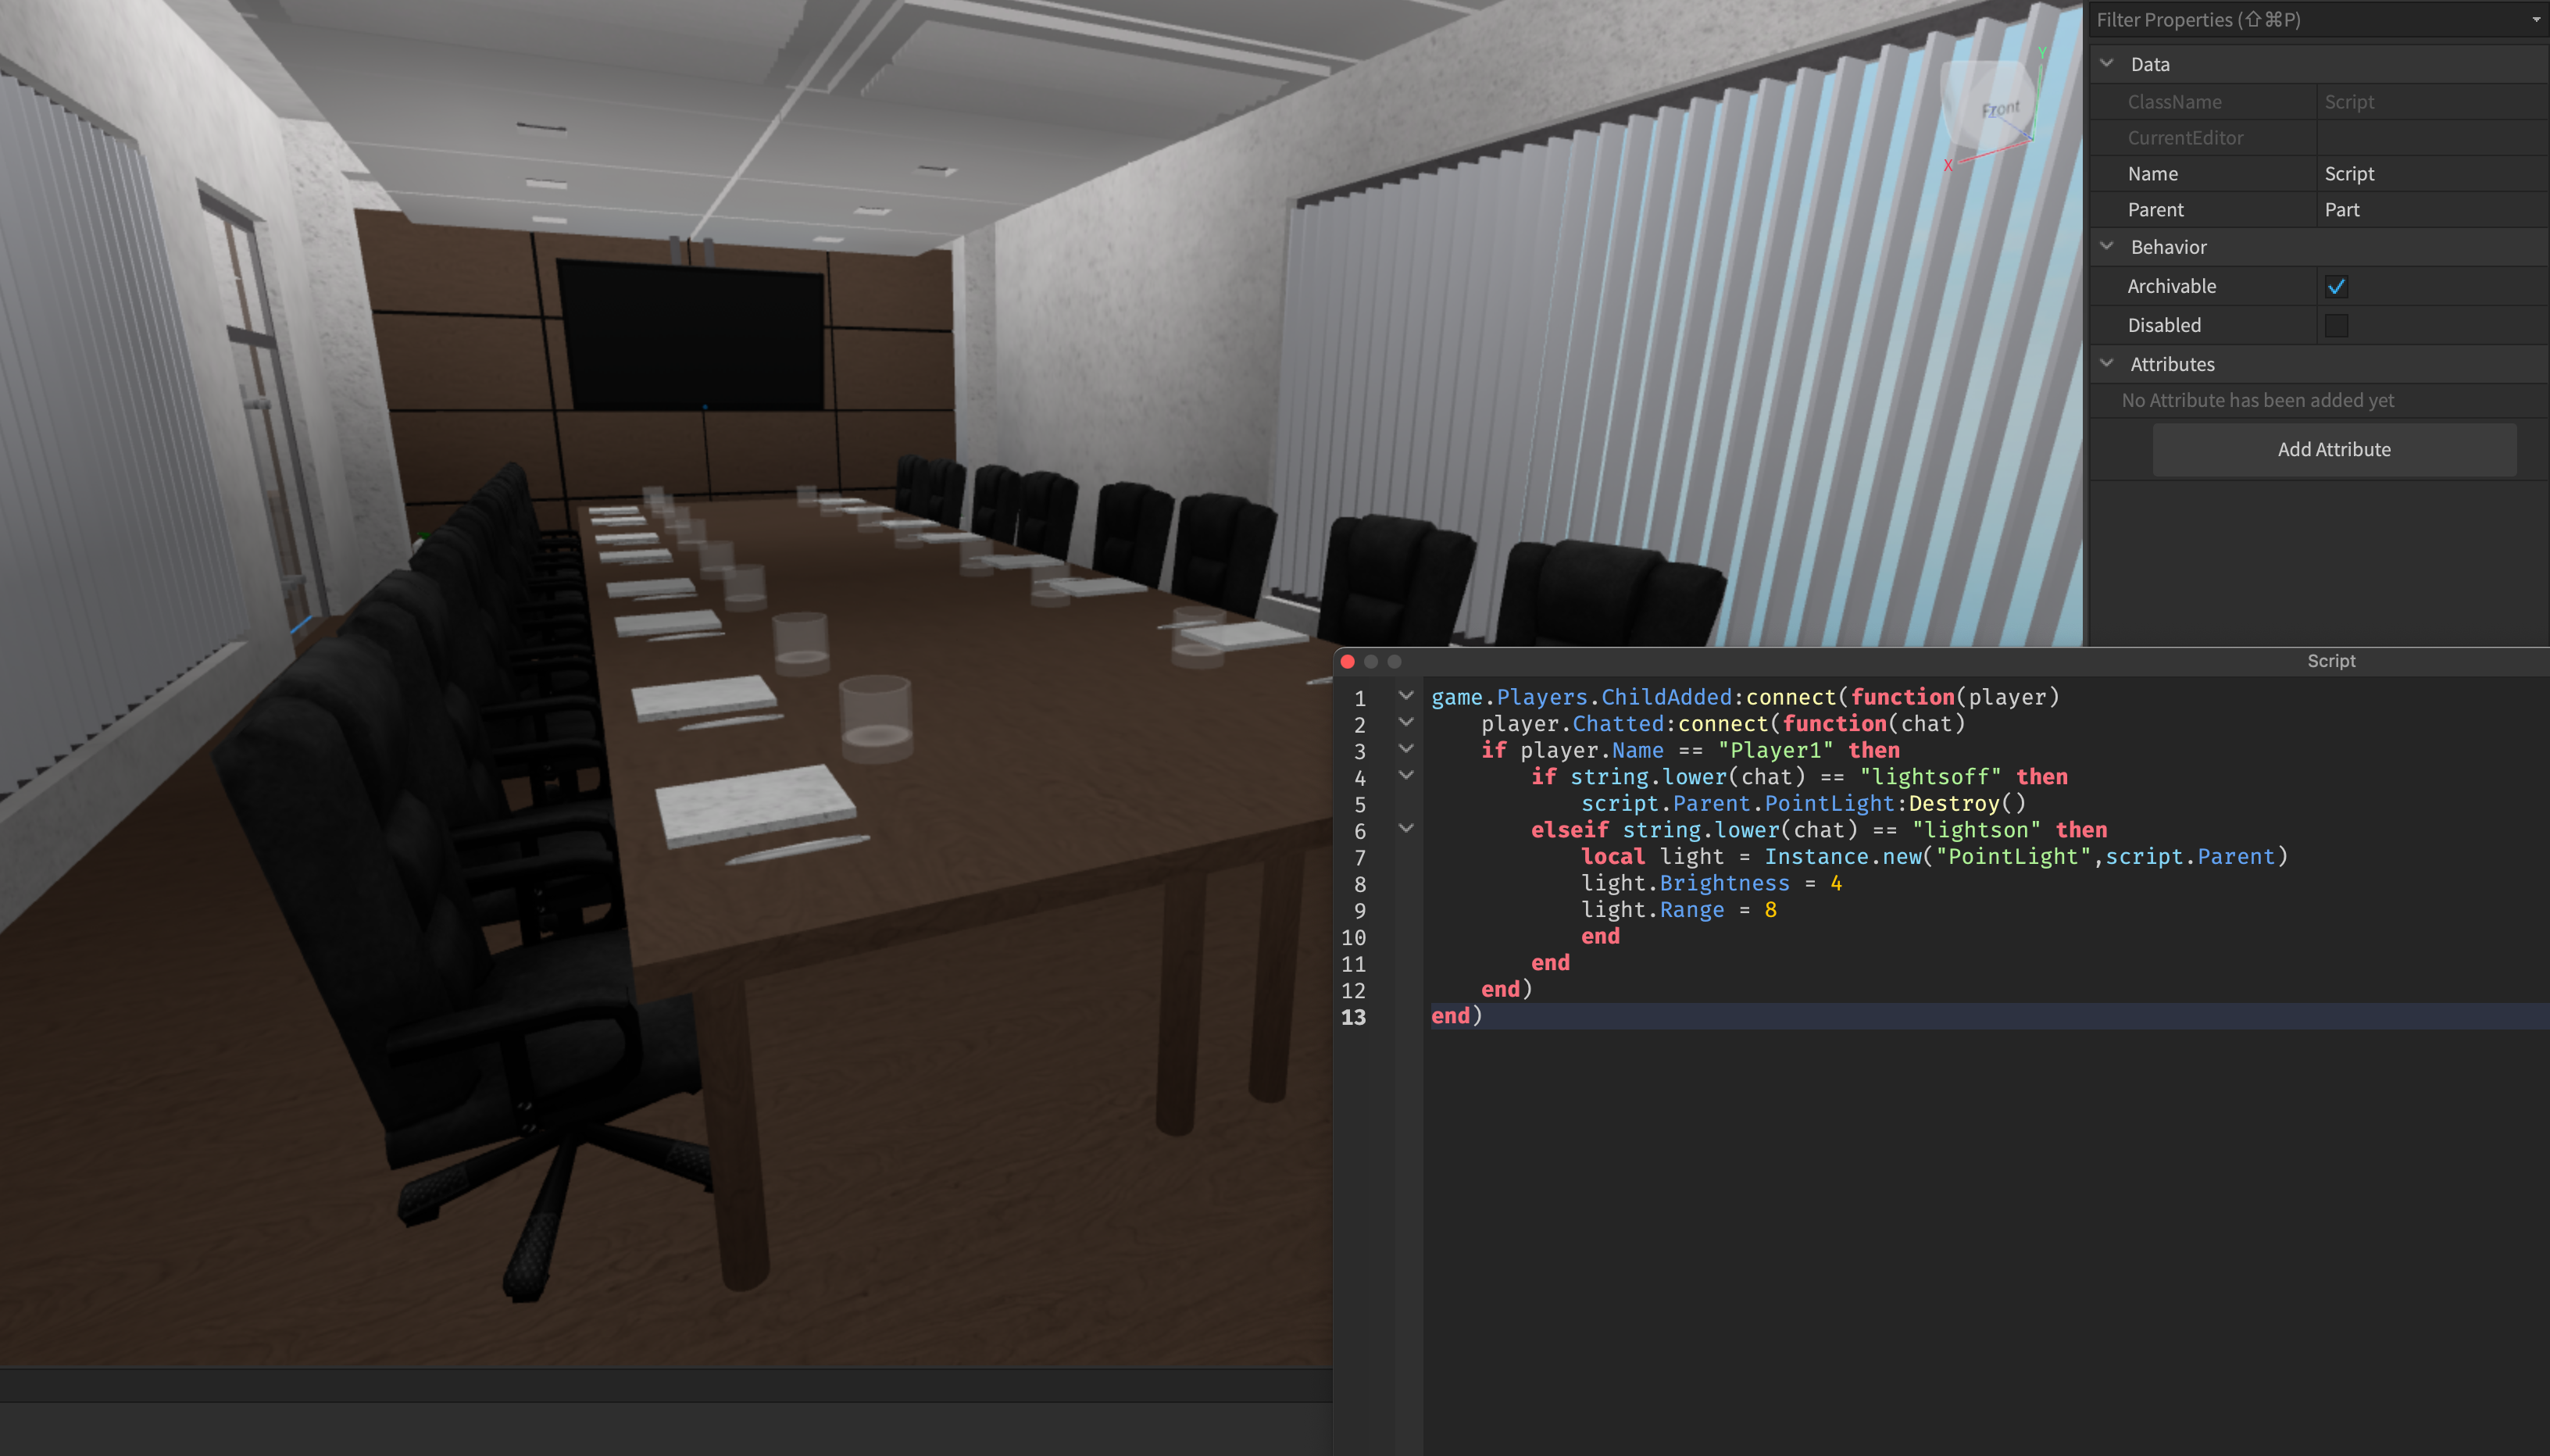 Filter Properties (⇧⌘P)
Data
ClassName Script
CurrentEditor
Name Script
Parent Part
Behavior
Archivable
Disabled
Attributes
No Attribute has been added yet
Add Attribute
Y
Front
X
Script
1 game.Players.ChildAdded:connect(function(player)
2 player.Chatted:connect(function(chat)
3 if player.Name == "Player1" then
4 if string.lower(chat) == "lightsoff" then
5 script.Parent.PointLight:Destroy()
6 elseif string.lower(chat) == "lightson" then
7 local light = Instance.new("PointLight",script.Parent)
8 light.Brightness = 4
9 light.Range = 8
10 end
11 end
12 end)
13 end)